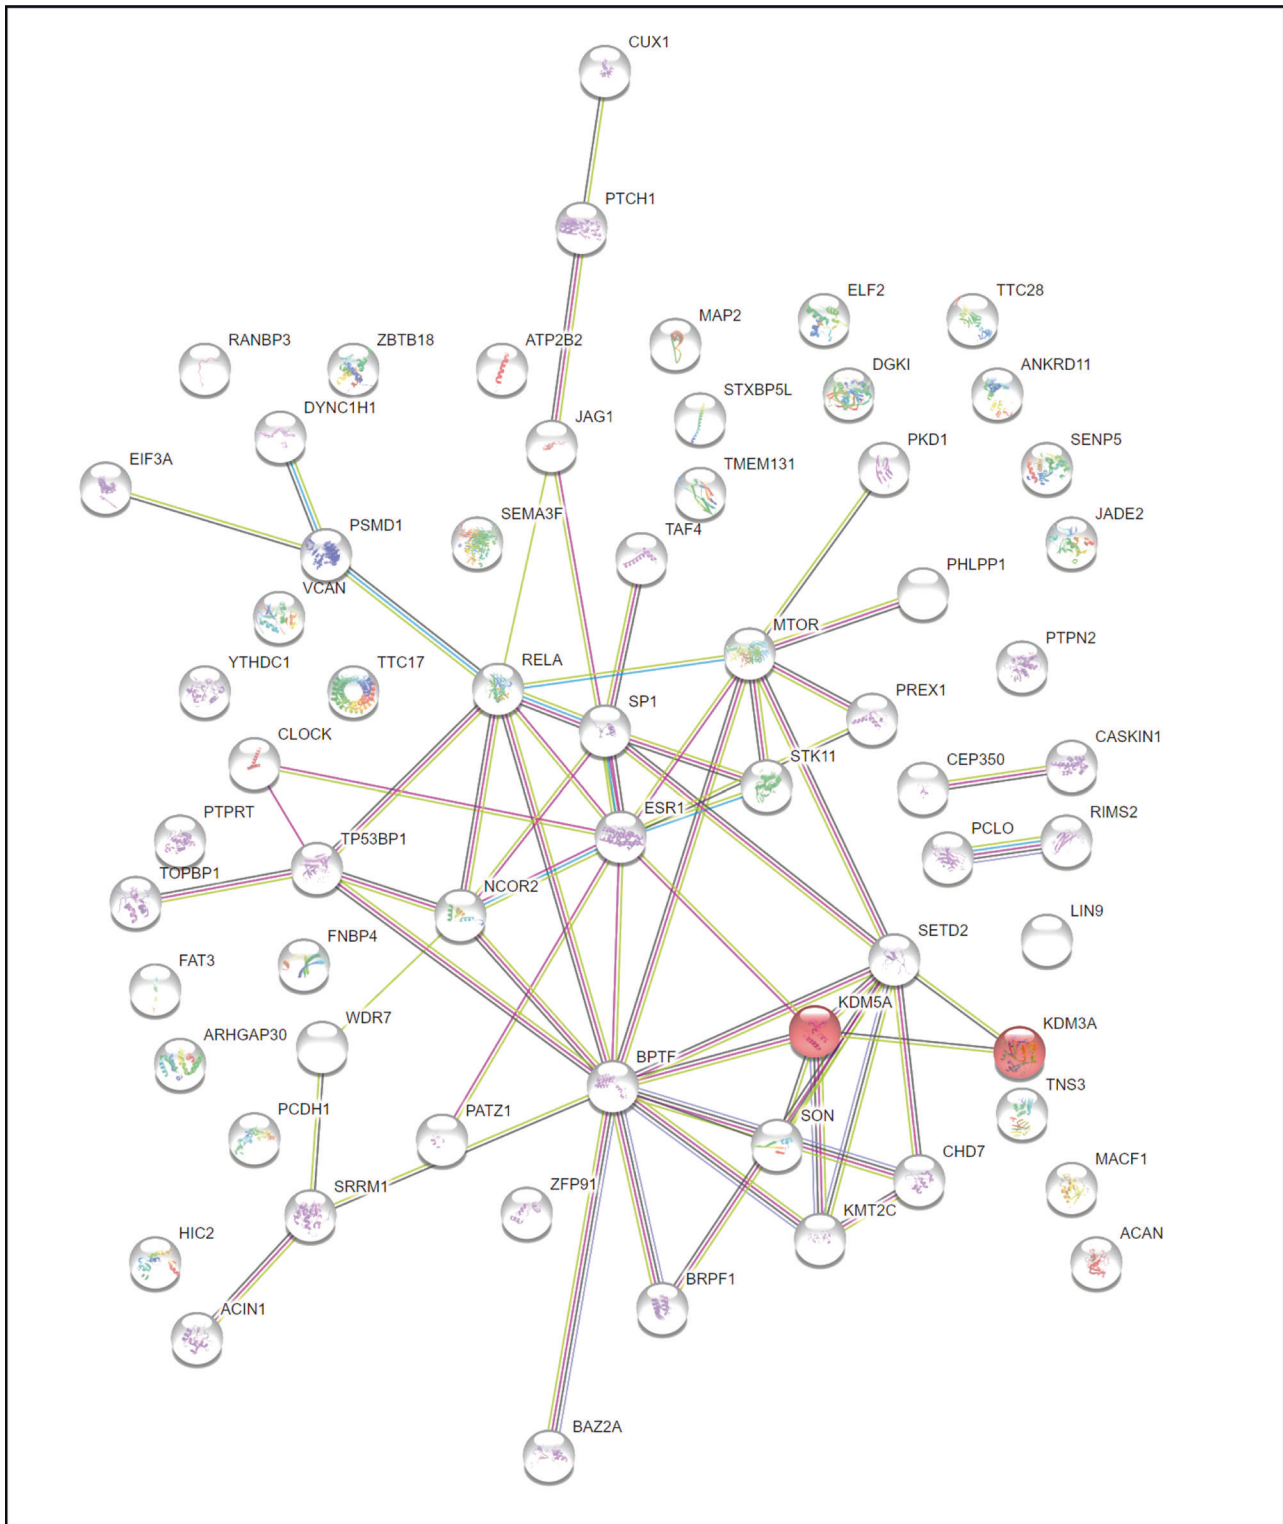 CUX1
PTCH1
ELF2
TTC28
MAP2
RANBP3
ZBTB18
ATP2B2
DGKI
ANKRD11
STXBP5L
DYNC1H1
JAG1
PKD1
SENP5
EIF3A
TMEM131
PSMD1
SEMA3F
JADE2
TAF4
PHLPP1
VCAN
MTOR
PTPN2
YTHDC1
TTC17
RELA
PREX1
SP1
CLOCK
STK11
CEP350
CASKIN1
PTPRT
ESR1
RIMS2
TP53BP1
PCLO
TOPBP1
NCOR2
LIN9
SETD2
FNBP4
FAT3
KDM5A
WDR7
KDM3A
ARHGAP30
BPTF
TNS3
PCDH1
PATZ1
SON
CHD7
MACF1
SRRM1
ZFP91
KMT2C
HIC2
ACAN
BRPF1
ACIN1
BAZ2A